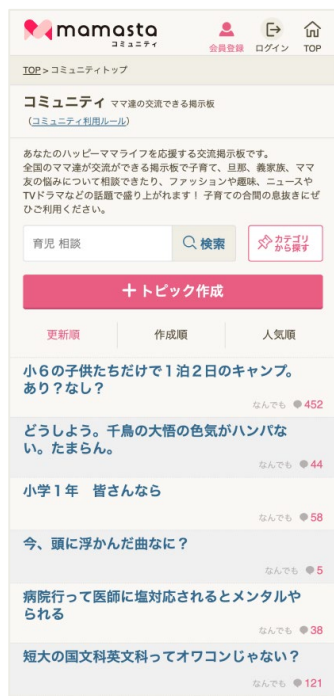 mamasta
コミュニティ
会員登録 ログイン TOP
TOP > コミュニティトップ
コミュニティ ママ達の交流できる掲示板
（コミュニティ利用ルール）
あなたのハッピーママライフを応援する交流掲示板です。
全国のママ達が交流ができる掲示板で子育て、旦那、義家族、ママ
友の悩みについて相談できたり、ファッションや趣味、ニュースや
TVドラマなどの話題で盛り上がれます！ 子育ての合間の息抜きにぜ
ひご利用ください。
育児 相談 検索 カテゴリ
から探す
＋トピック作成
更新順 作成順 人気順
小６の子供たちだけで１泊２日のキャンプ。
あり？なし？
なんでも 452
どうしよう。千鳥の大悟の色気がハンパな
い。たまらん。
なんでも 44
小学１年　皆さんなら
なんでも 58
今、頭に浮かんだ曲なに？
なんでも 5
病院行って医師に塩対応されるとメンタルや
られる
なんでも 38
短大の国文科英文科ってオワコンじゃない？
なんでも 121